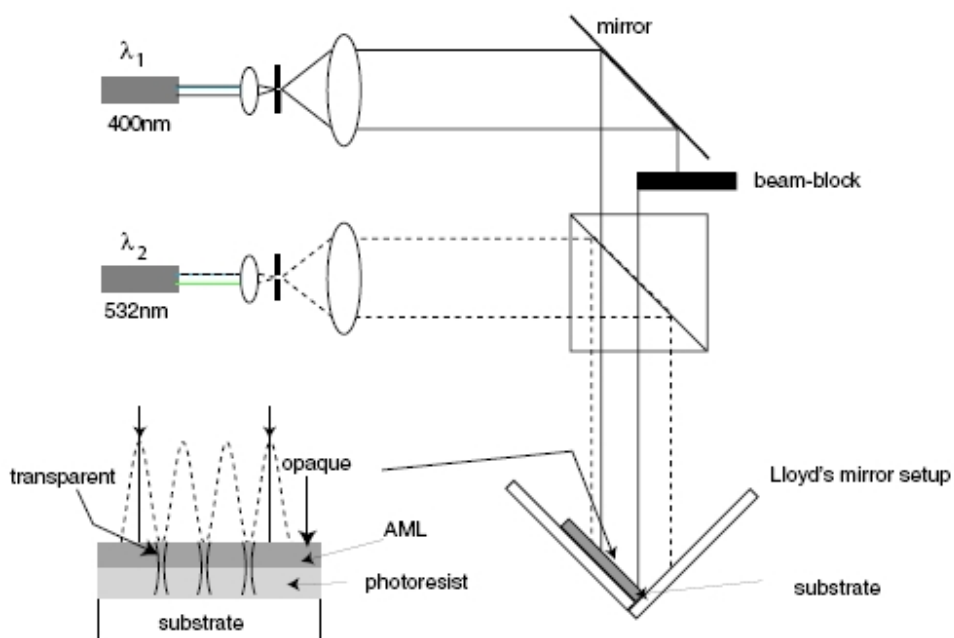 mirror
λ1
400nm
beam-block
λ2
532nm
transparent
opaque
Lloyd's mirror setup
AML
photoresist
substrate
substrate